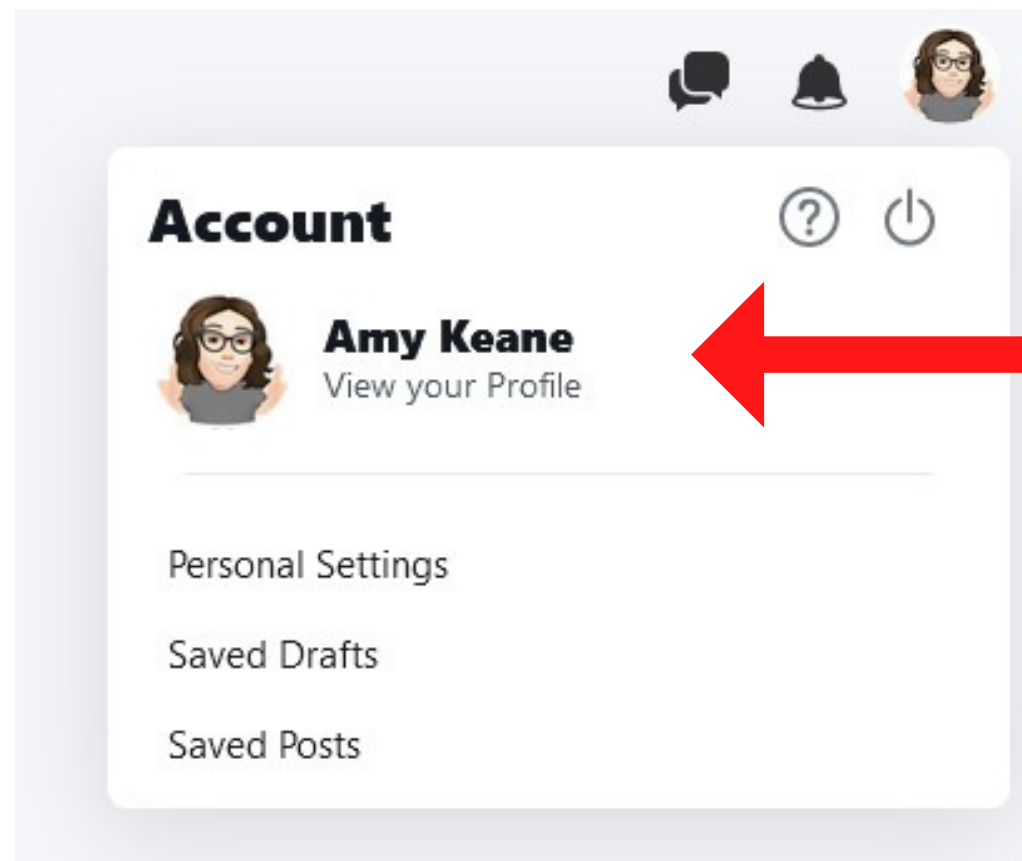 Account
Amy Keane
View your Profile
Personal Settings
Saved Drafts
Saved Posts